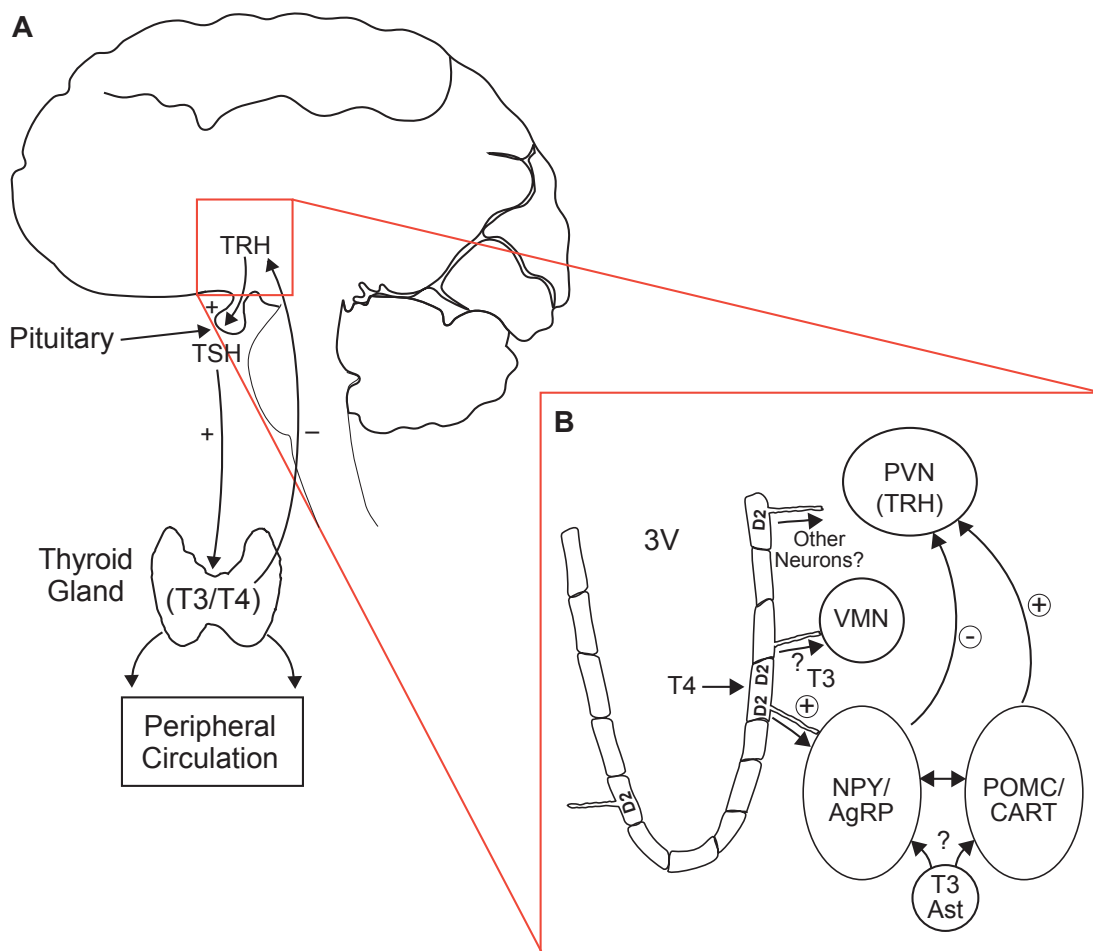 A
TRH
+
Pituitary
TSH
+
–
Thyroid
Gland
(T3/T4)
Peripheral
Circulation
B
PVN
(TRH)
D2
3V
Other
Neurons?
+
VMN
-
?
T3
D2
T4
D2
+
D2
NPY/
AgRP
POMC/
CART
?
T3
Ast